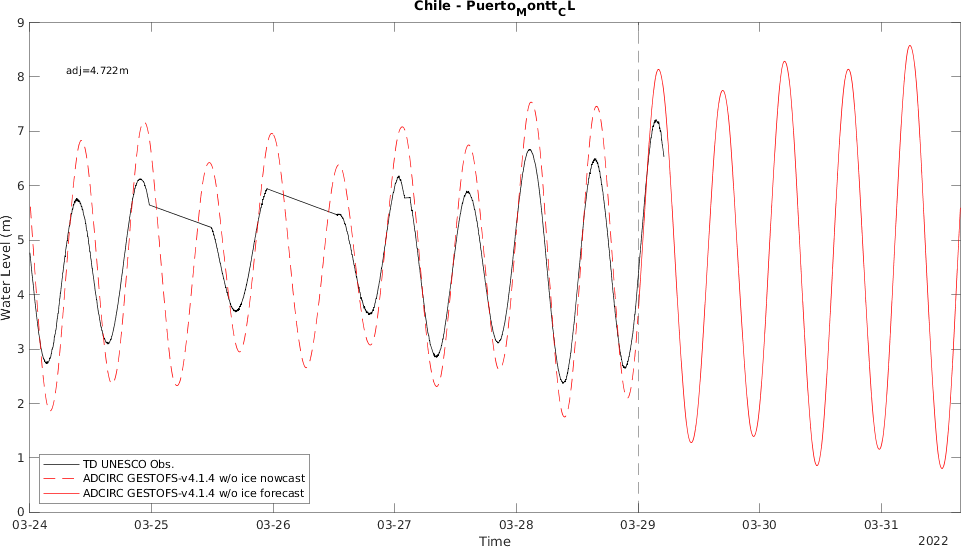 Chile - Puerto_Montt_CL
9
adj=4.722m
8
7
6
5
4
3
2
1
0
Water Level (m)
TD UNESCO Obs.
ADCIRC GESTOFS-v4.1.4 w/o ice nowcast
ADCIRC GESTOFS-v4.1.4 w/o ice forecast
03-24 03-25 03-26 03-27 03-28 03-29 03-30 03-31
Time
2022